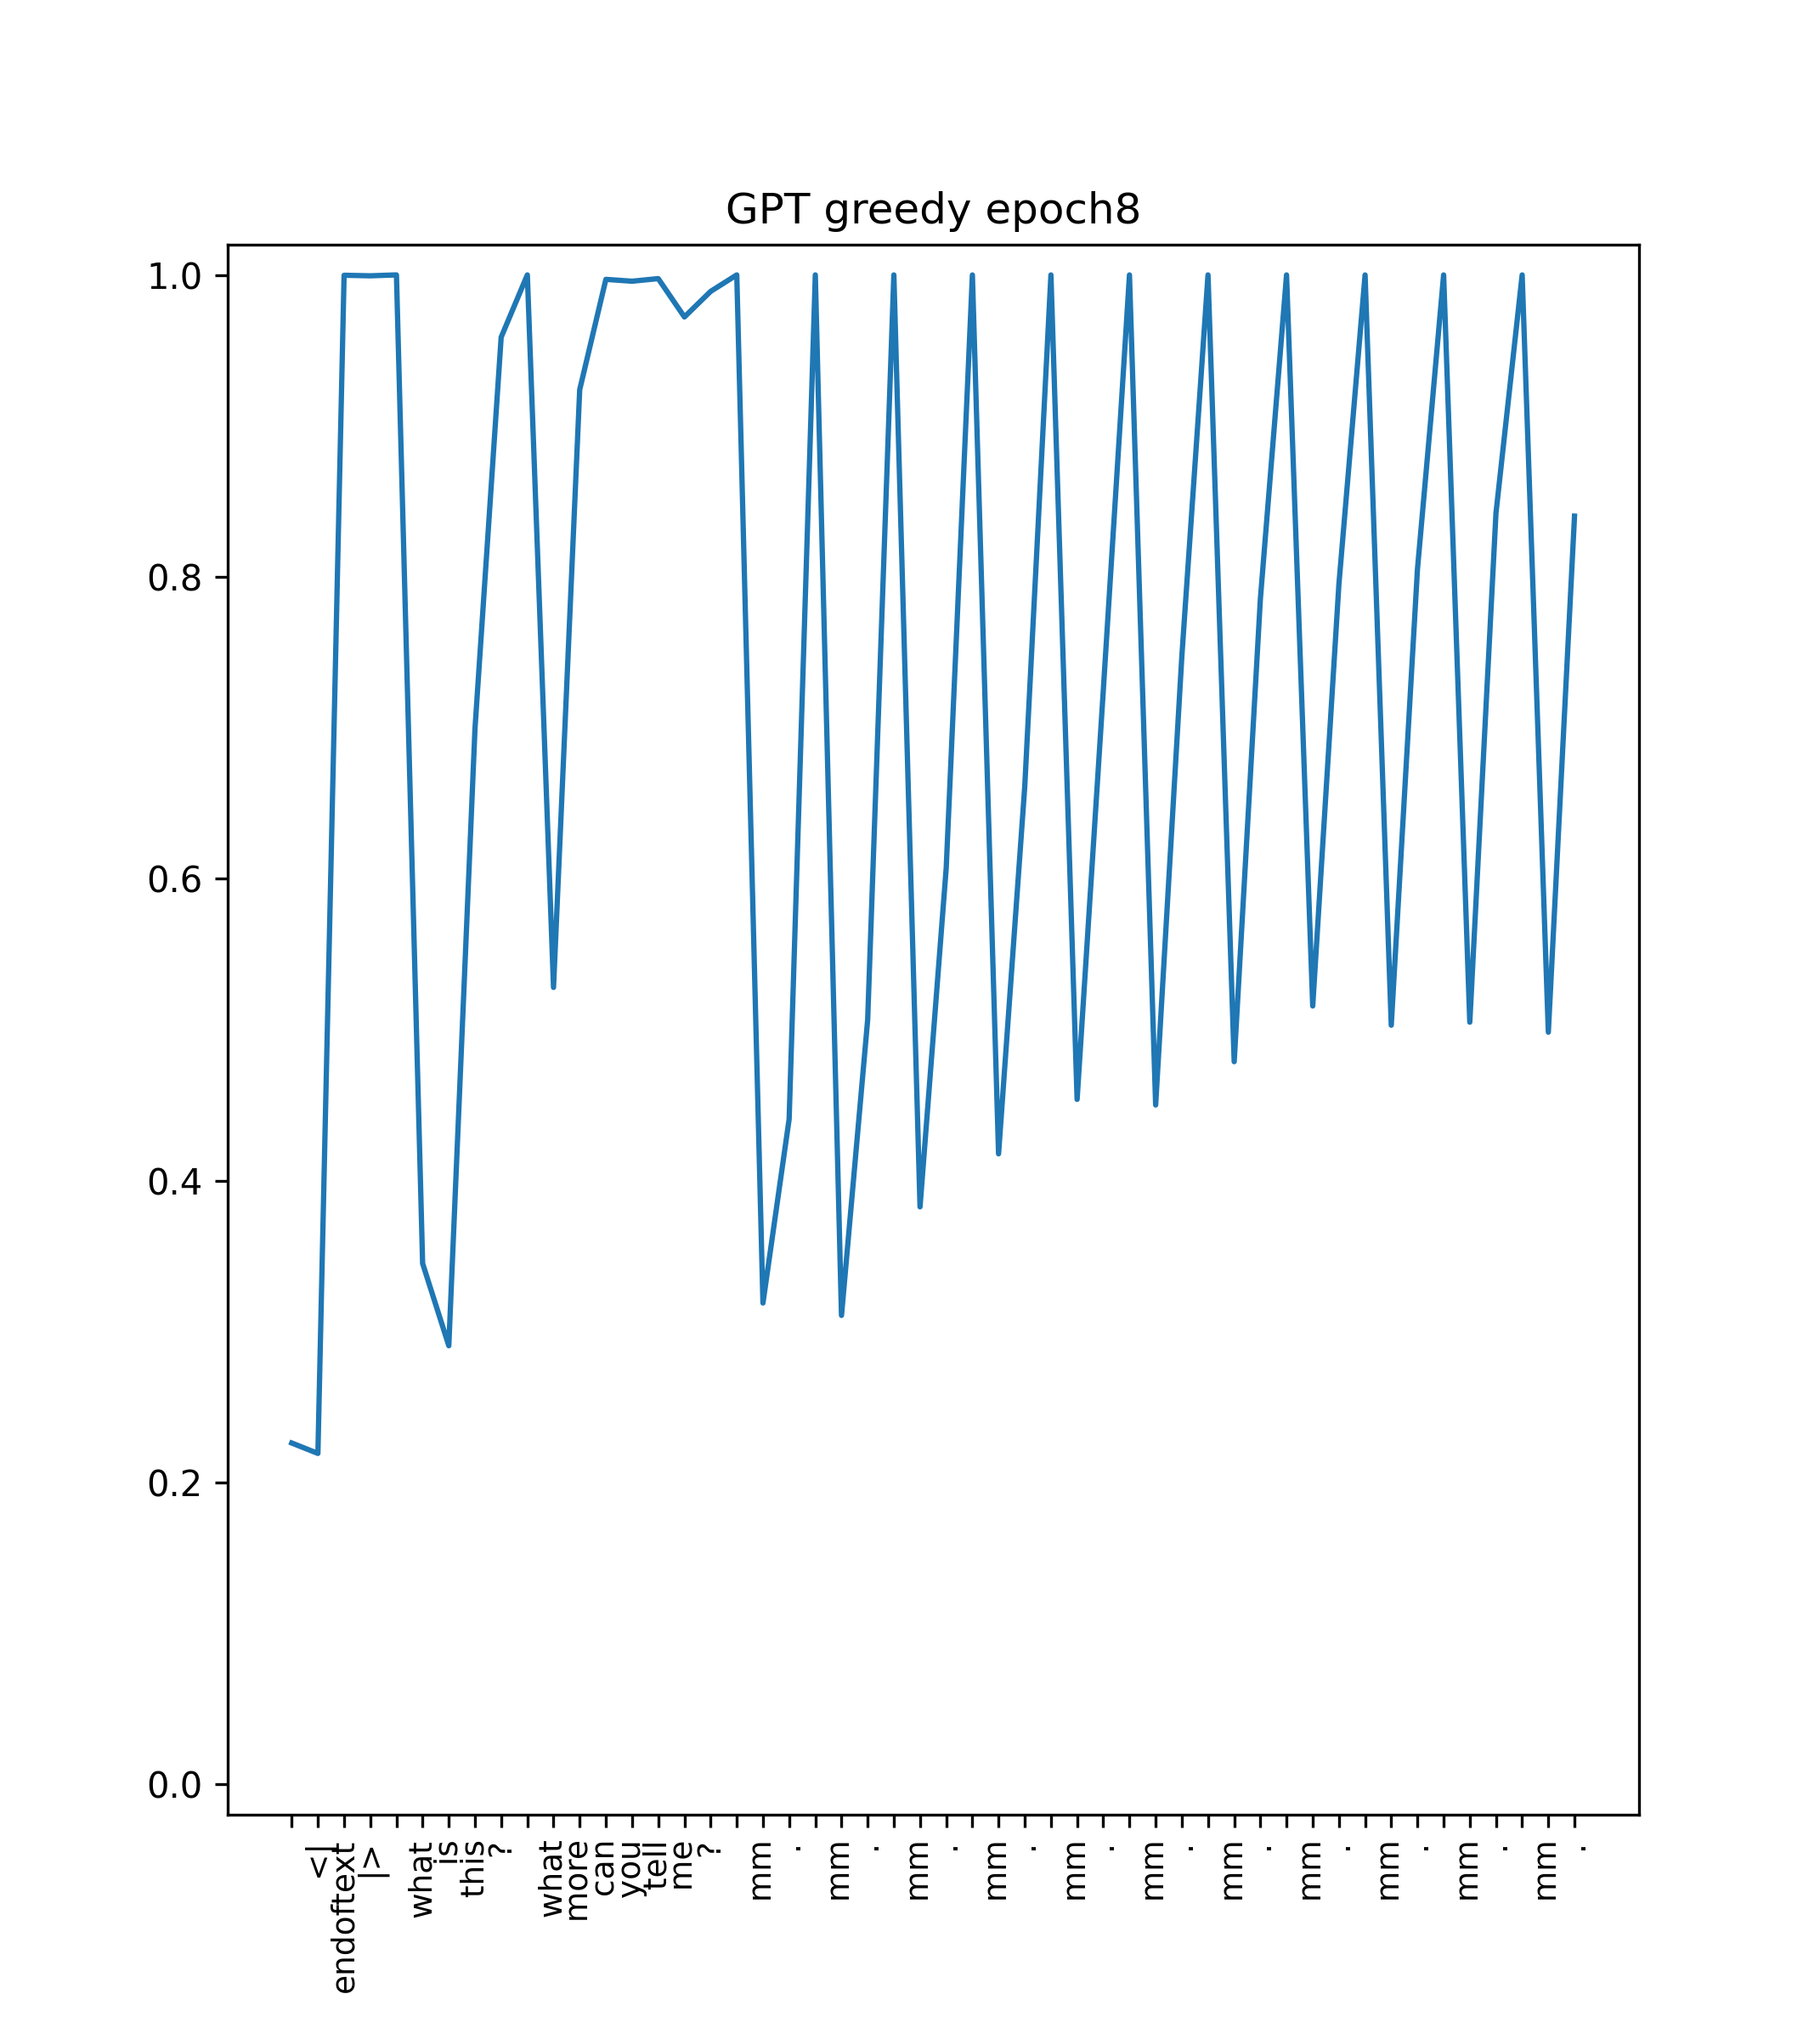 GPT greedy epoch8
1.0
0.8
0.6
0.4
0.2
0.0
<|
endoftext
|>
what
is
this
?
what
more
can
you
tell
me
?
mm
.
mm
.
mm
.
mm
.
mm
.
mm
.
mm
.
mm
.
mm
.
mm
.
mm
.